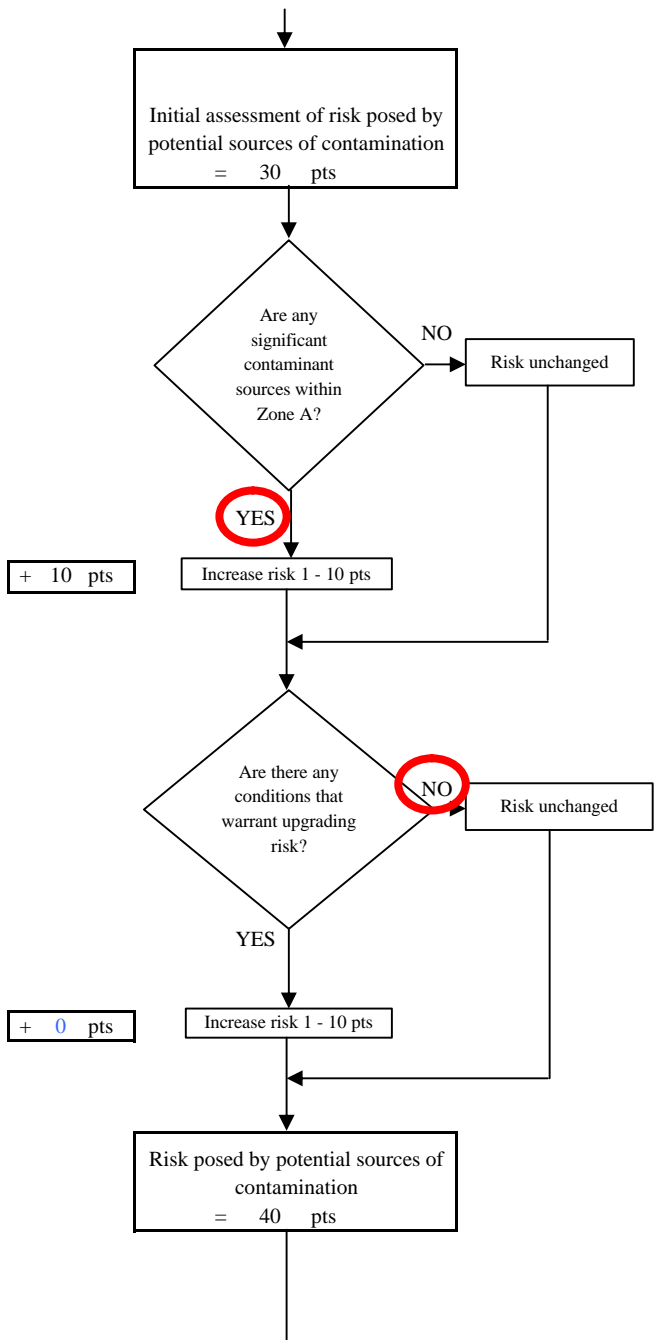 Initial assessment of risk posed by
potential sources of contamination
= 30 pts
Are any
significant
contaminant
sources within
Zone A?
NO
Risk unchanged
YES
+ 10 pts
Increase risk 1 - 10 pts
Are there any
conditions that
warrant upgrading
risk?
NO
Risk unchanged
YES
+ 0 pts
Increase risk 1 - 10 pts
Risk posed by potential sources of
contamination
= 40 pts